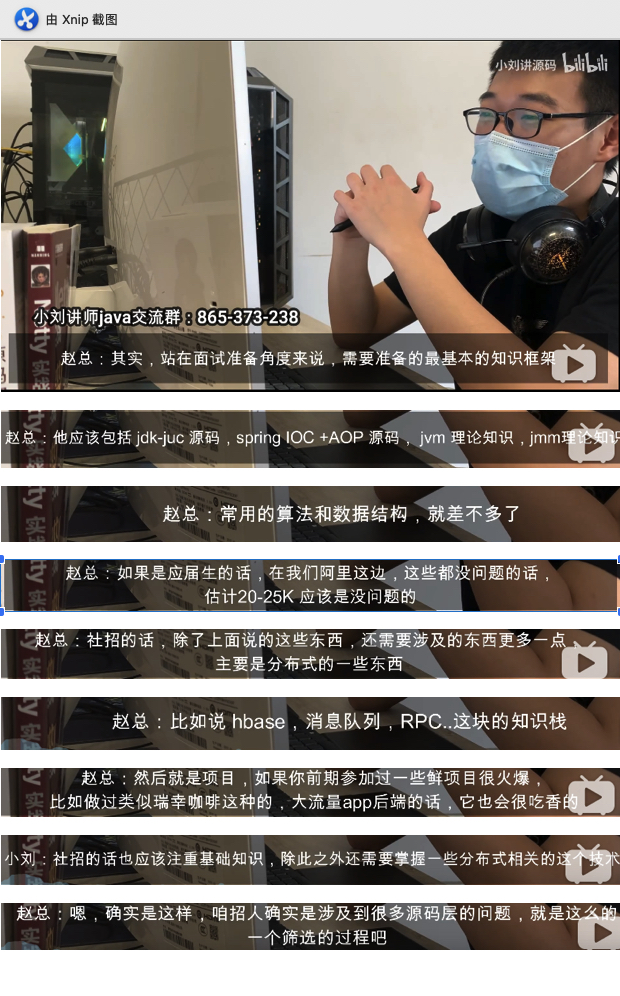 由 Xnip 截图
小刘讲源码 bilibili
小刘讲师java交流群：865-373-238
赵总：其实，站在面试准备角度来说，需要准备的最基本的知识框架
赵总：他应该包括 jdk-juc 源码，spring IOC +AOP 源码， jvm 理论知识，jmm理论知识
赵总：常用的算法和数据结构，就差不多了
赵总：如果是应届生的话，在我们阿里这边，这些都没问题的话，
估计20-25K 应该是没问题的
赵总：社招的话，除了上面说的这些东西，还需要涉及的东西更多一点，
主要是分布式的一些东西
赵总：比如说 hbase，消息队列，RPC..这块的知识栈
赵总：然后就是项目，如果你前期参加过一些鲜项目很火爆，
比如做过类似瑞幸咖啡这种的，大流量app后端的话，它也会很吃香的
小刘：社招的话也应该注重基础知识，除此之外还需要掌握一些分布式相关的这个技术
赵总：嗯，确实是这样，咱招人确实是涉及到很多源码层的问题，就是这么的
一个筛选的过程吧